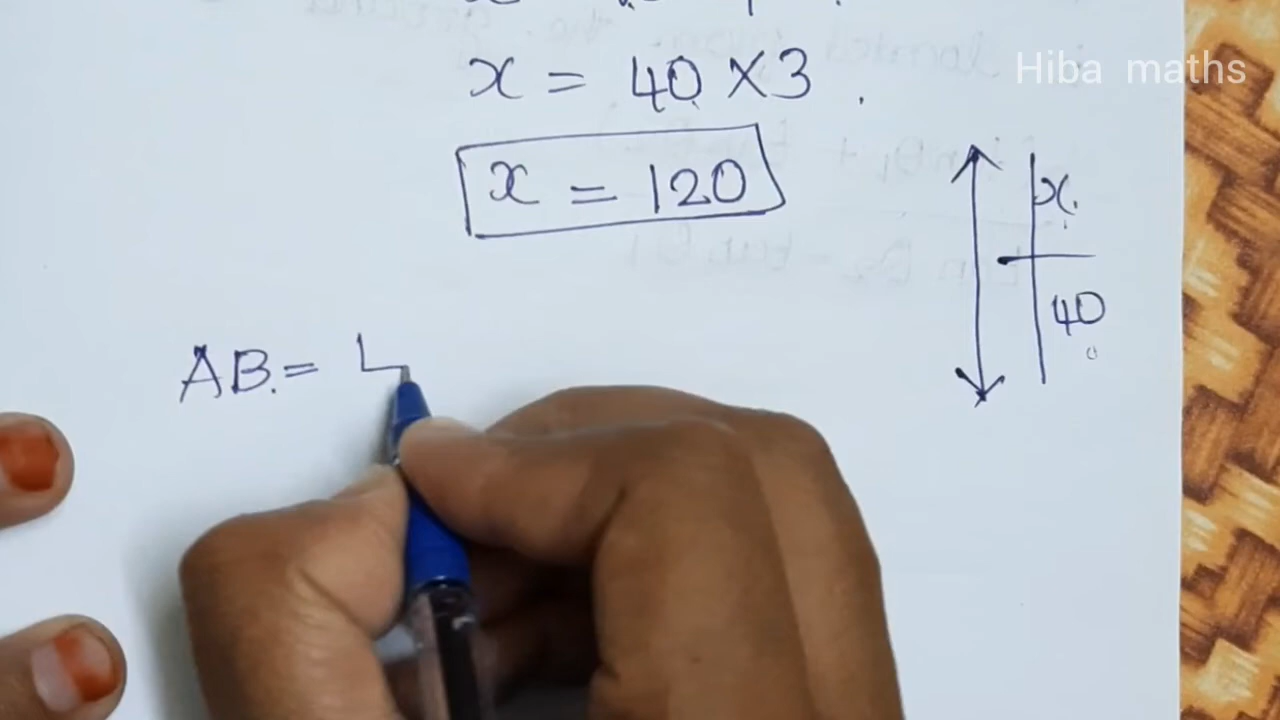 x = 40 × 3
Hiba maths
x = 120
x
40
AB =